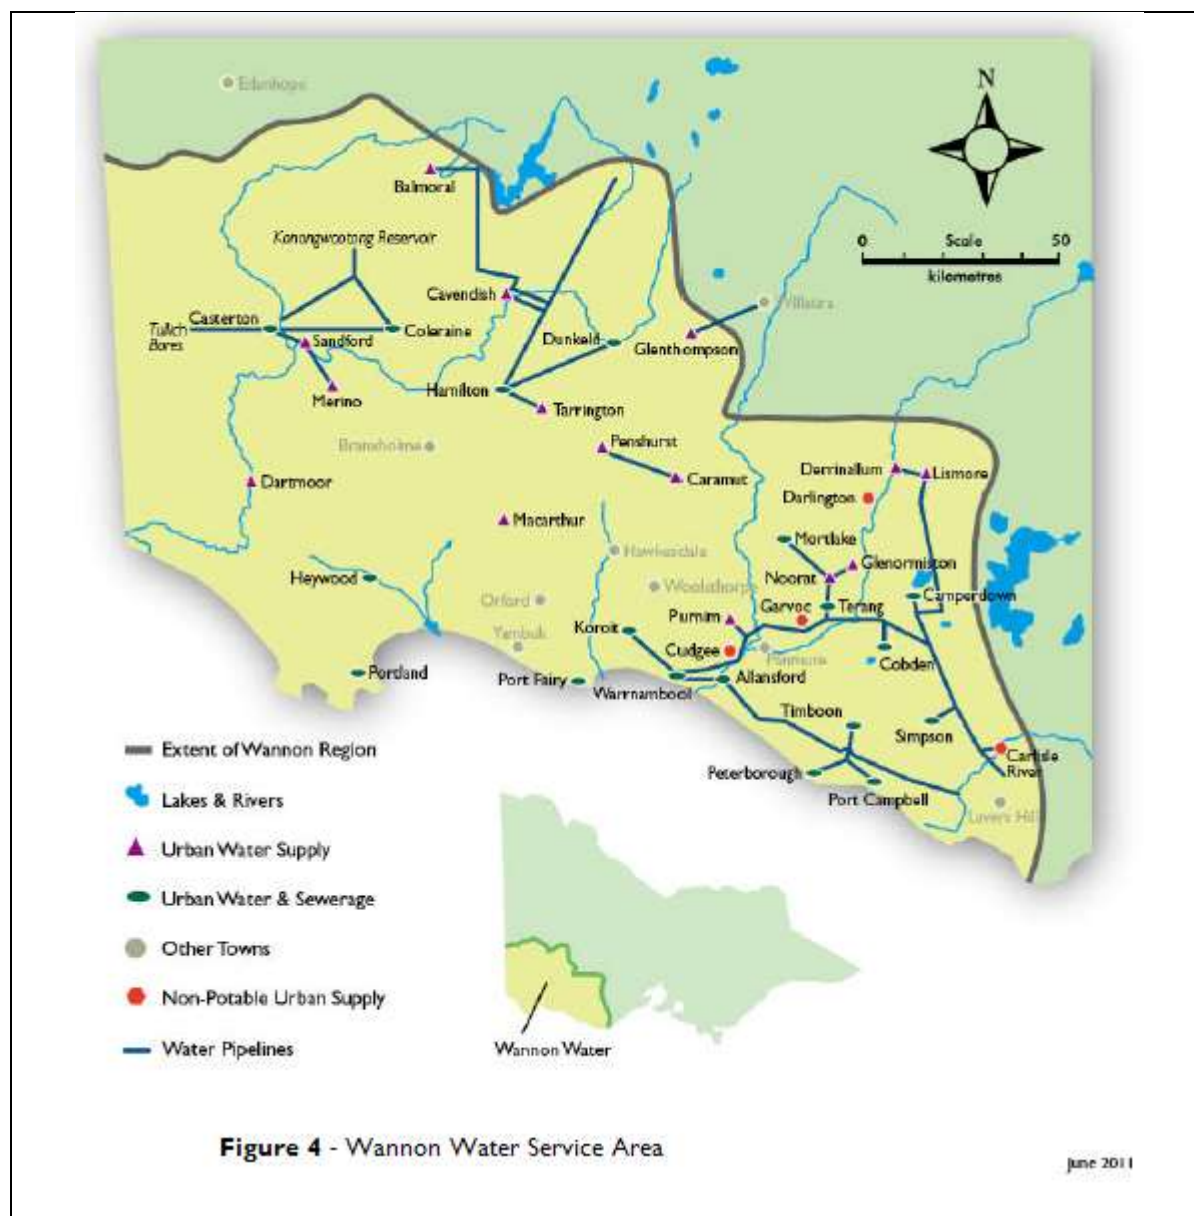 Edenhope
N
Balmoral
Konongwootong Reservoir
Scale
0 50
kilometres
Cavendish
Willaura
Casterton
Tullich
Bores
Sandford
Coleraine
Dunkeld
Glenthompson
Merino
Hamilton
Tarrington
Branxholme
Penshurst
Caramut
Derrinallum
Lismore
Dartmoor
Darlington
Macarthur
Mortlake
Hawkesdale
Glenormiston
Heywood
Noorat
Woolsthorpe
Camperdown
Orford
Garvoc
Terang
Purnim
Koroit
Yambuk
Cudgee
Panmure
Cobden
Portland
Port Fairy
Warrnambool
Allansford
Timboon
Simpson
Carlisle
River
Peterborough
Port Campbell
Lavers Hill
Extent of Wannon Region
Lakes & Rivers
Urban Water Supply
Urban Water & Sewerage
Other Towns
Non-Potable Urban Supply
Water Pipelines
Wannon Water
Figure 4 - Wannon Water Service Area
June 2011